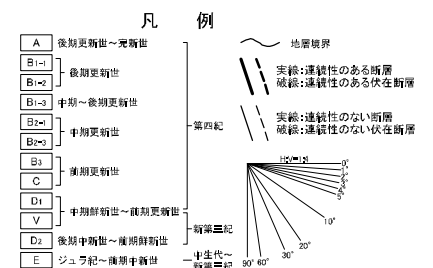 凡 例
A 後期更新世～完新世
B1-1
B1-2
後期更新世
B1-3 中期～後期更新世
B2-1
B2-3
中期更新世
B3
C
前期更新世
D1
V
中期鮮新世～前期更新世
D2 後期中新世～前期鮮新世
E ジュラ紀～前期中新世
第四紀
新第三紀
中生代～
新第三紀
地層境界
実線：連続性のある断層
破線：連続性のある伏在断層
実線：連続性のない断層
破線：連続性のない伏在断層
H:V=1:
0°
1°
2°
3°
4°
5°
10°
20°
30°
60°
90°